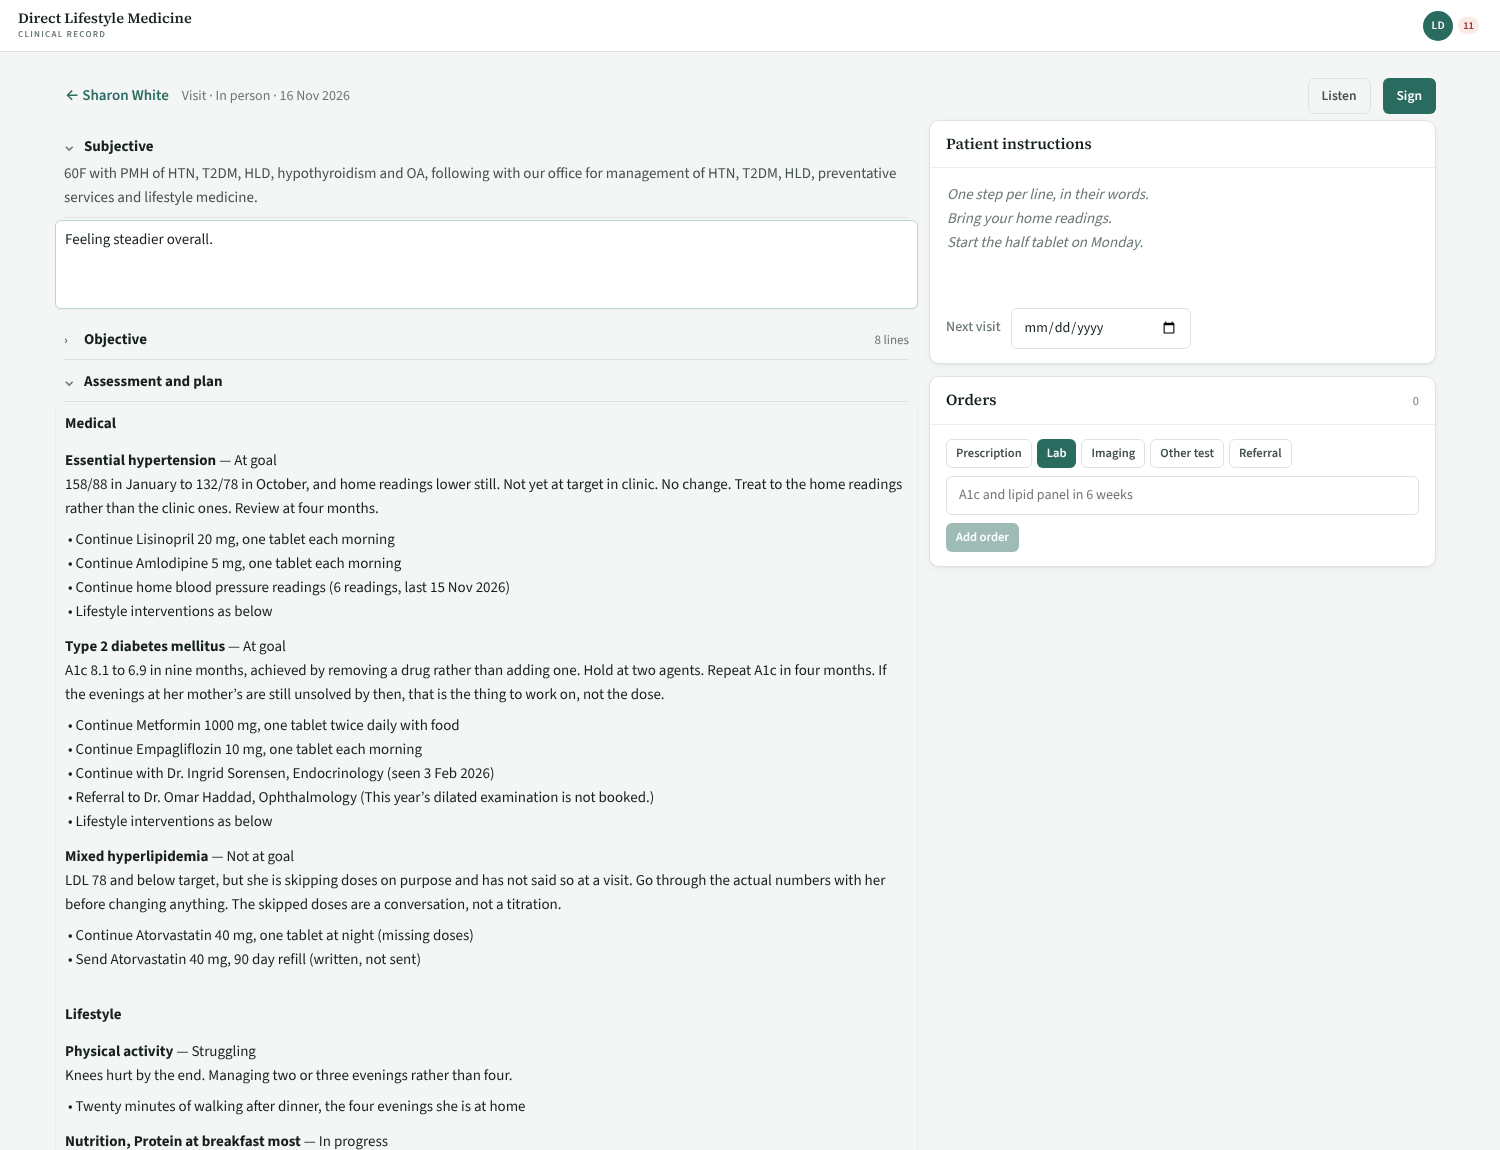 Direct Lifestyle Medicine
CLINICAL RECORD
LD
11
← Sharon White Visit · In person · 16 Nov 2026
Listen
Sign
Subjective
60F with PMH of HTN, T2DM, HLD, hypothyroidism and OA, following with our office for management of HTN, T2DM, HLD, preventative
services and lifestyle medicine.
Feeling steadier overall.
Objective
8 lines
Assessment and plan
Medical
Essential hypertension — At goal
158/88 in January to 132/78 in October, and home readings lower still. Not yet at target in clinic. No change. Treat to the home readings
rather than the clinic ones. Review at four months.
• Continue Lisinopril 20 mg, one tablet each morning
• Continue Amlodipine 5 mg, one tablet each morning
• Continue home blood pressure readings (6 readings, last 15 Nov 2026)
• Lifestyle interventions as below
Type 2 diabetes mellitus — At goal
A1c 8.1 to 6.9 in nine months, achieved by removing a drug rather than adding one. Hold at two agents. Repeat A1c in four months. If
the evenings at her mother’s are still unsolved by then, that is the thing to work on, not the dose.
• Continue Metformin 1000 mg, one tablet twice daily with food
• Continue Empagliflozin 10 mg, one tablet each morning
• Continue with Dr. Ingrid Sorensen, Endocrinology (seen 3 Feb 2026)
• Referral to Dr. Omar Haddad, Ophthalmology (This year’s dilated examination is not booked.)
• Lifestyle interventions as below
Mixed hyperlipidemia — Not at goal
LDL 78 and below target, but she is skipping doses on purpose and has not said so at a visit. Go through the actual numbers with her
before changing anything. The skipped doses are a conversation, not a titration.
• Continue Atorvastatin 40 mg, one tablet at night (missing doses)
• Send Atorvastatin 40 mg, 90 day refill (written, not sent)
Lifestyle
Physical activity — Struggling
Knees hurt by the end. Managing two or three evenings rather than four.
• Twenty minutes of walking after dinner, the four evenings she is at home
Nutrition, Protein at breakfast most — In progress
Patient instructions
One step per line, in their words.
Bring your home readings.
Start the half tablet on Monday.
Next visit
mm/dd/yyyy
Orders
0
Prescription
Lab
Imaging
Other test
Referral
A1c and lipid panel in 6 weeks
Add order